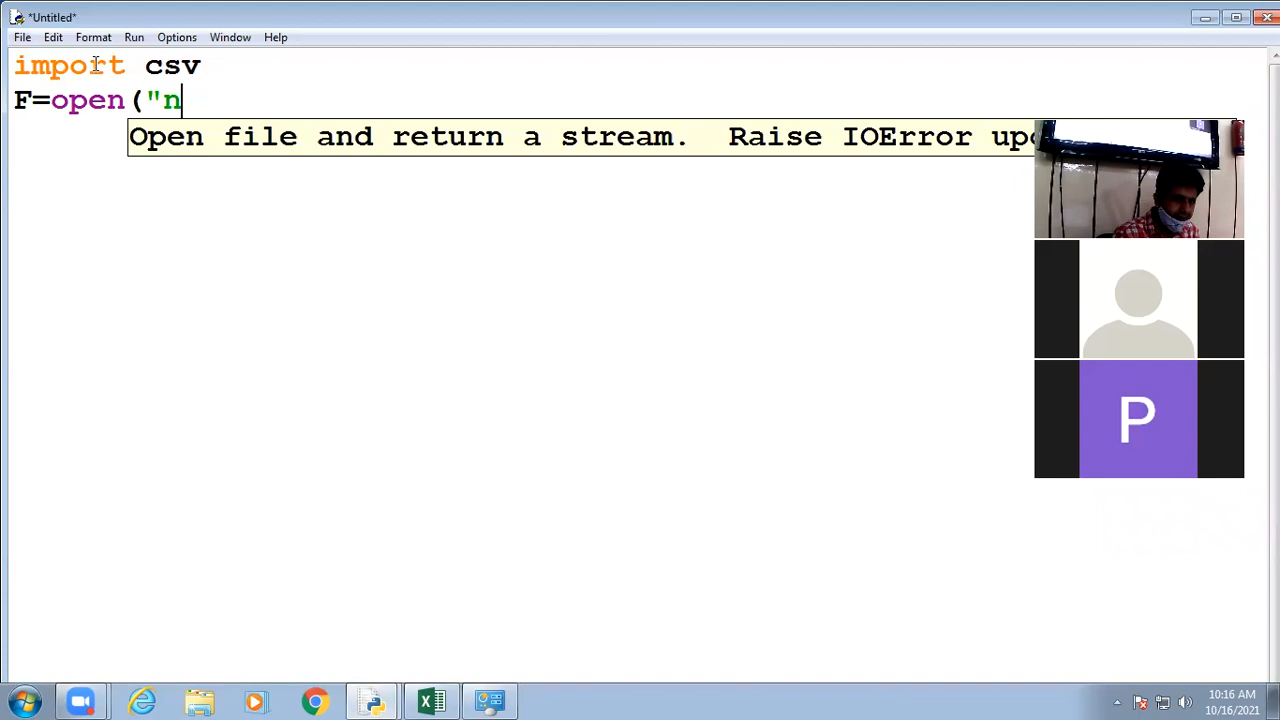 *Untitled*
File Edit Format Run Options Window Help
import csv
F=open("n
Open file and return a stream. Raise IOError upo
P
10:16 AM
10/16/2021